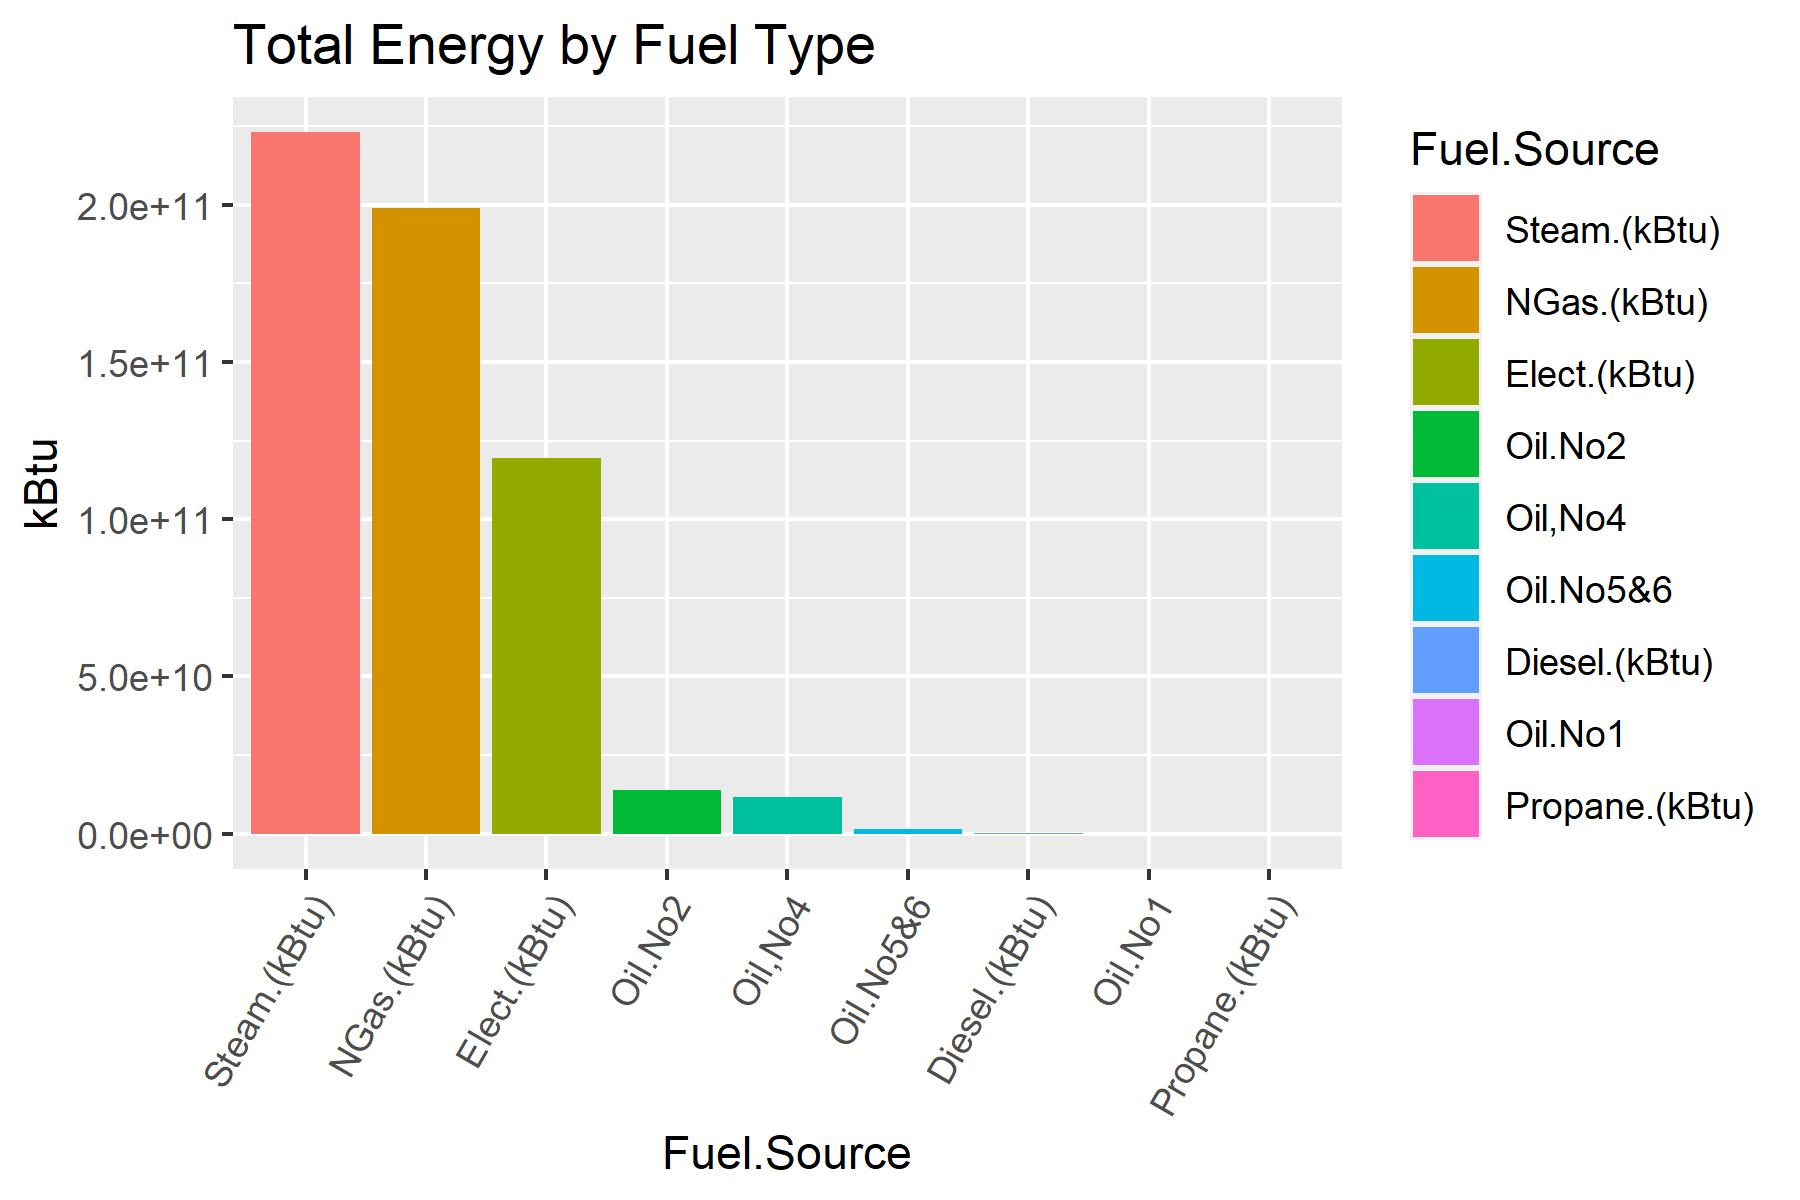 Total Energy by Fuel Type
kBtu
2.0e+11
1.5e+11
1.0e+11
5.0e+10
0.0e+00
Steam.(kBtu)
NGas.(kBtu)
Elect.(kBtu)
Oil.No2
Oil,No4
Oil.No5&6
Diesel.(kBtu)
Oil.No1
Propane.(kBtu)
Fuel.Source
Fuel.Source
Steam.(kBtu)
NGas.(kBtu)
Elect.(kBtu)
Oil.No2
Oil,No4
Oil.No5&6
Diesel.(kBtu)
Oil.No1
Propane.(kBtu)